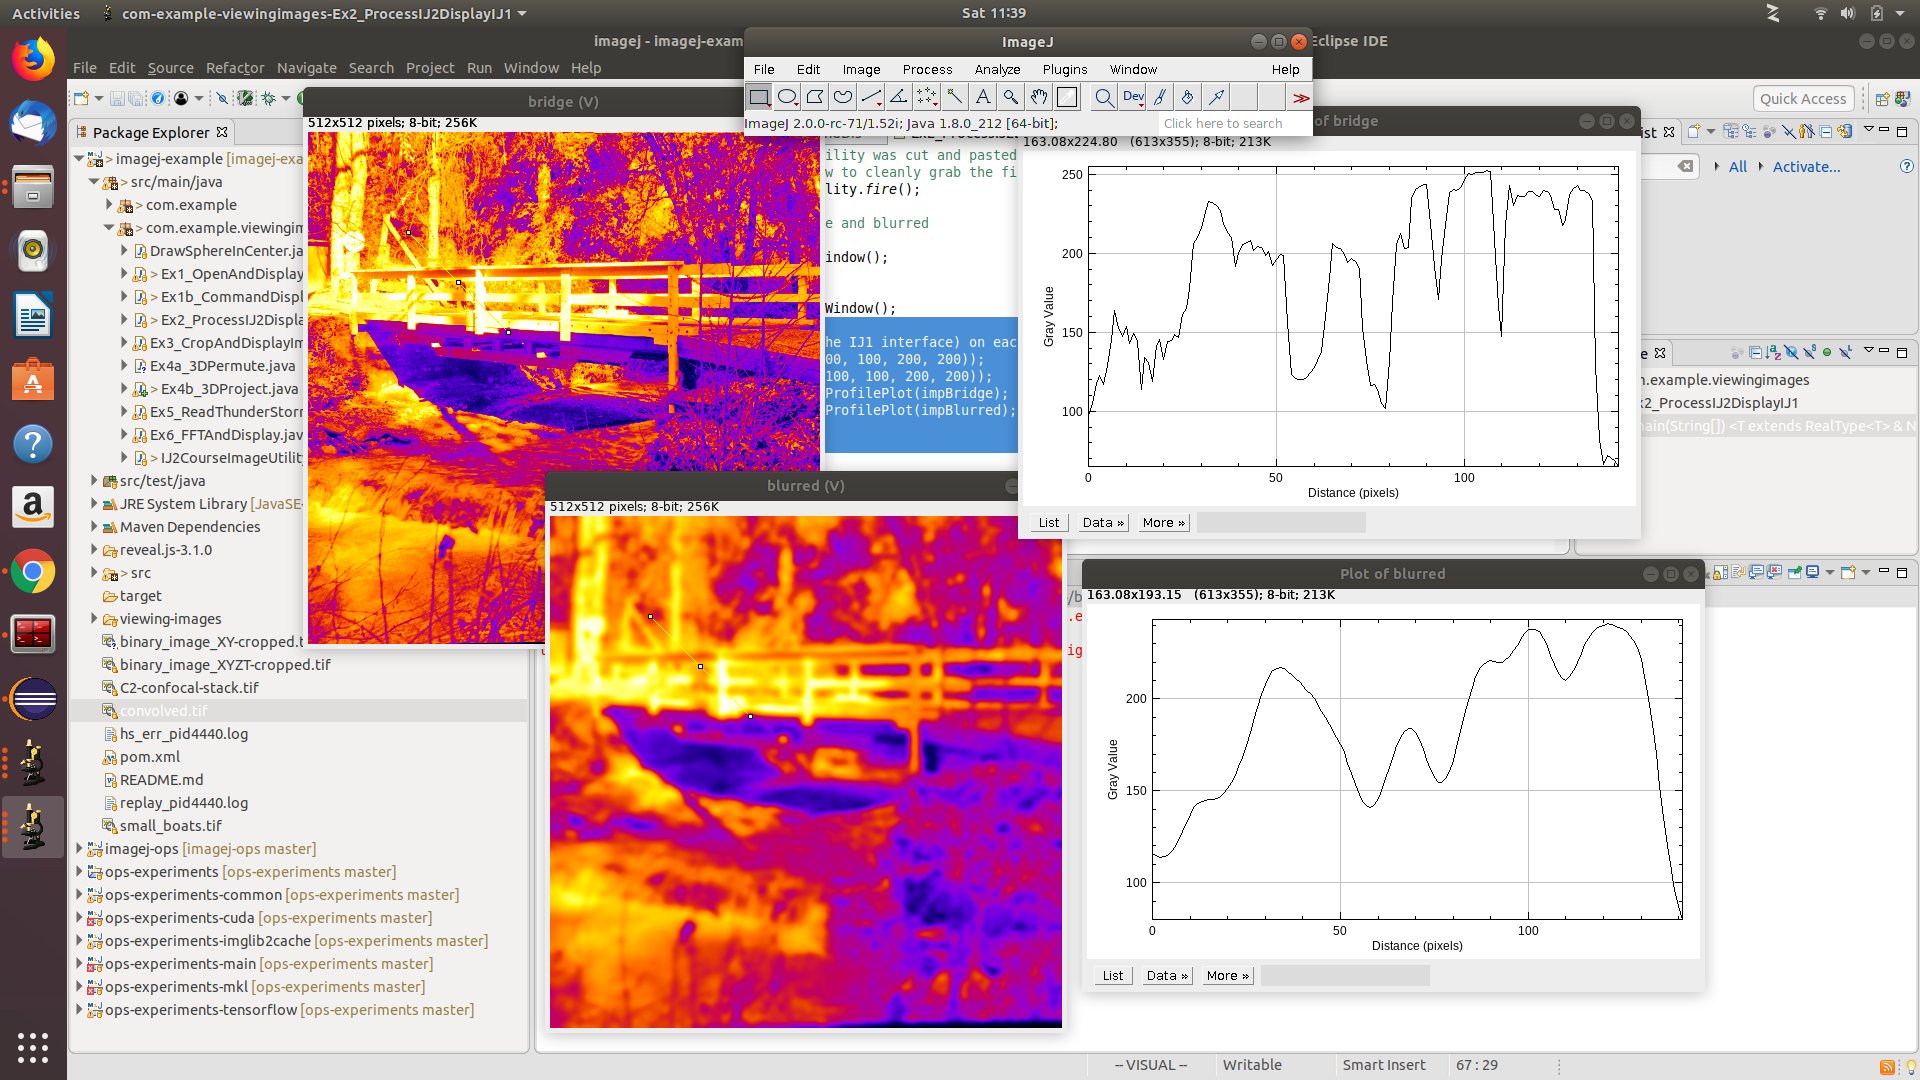 Activities
com-example-viewingimages-Ex2_ProcessIJ2DisplayIJ1
Sat 11:39
imagej - imagej-exam
Eclipse IDE
File Edit Source Refactor Navigate Search Project Run Window Help
Quick Access
Package Explorer
> imagej-example [imagej-exa
> src/main/java
> com.example
> com.example.viewingim
DrawSphereInCenter.ja
> Ex1_OpenAndDisplay
> Ex1b_CommandDispl
> Ex2_ProcessIJ2Displa
Ex3_CropAndDisplayIm
Ex4a_3DPermute.java
Ex4b_3DProject.java
Ex5_ReadThunderStorm
Ex6_FFTAndDisplay.jav
> IJ2CourseImageUtilit
src/test/java
JRE System Library [JavaSE-
Maven Dependencies
reveal.js-3.1.0
> src
target
viewing-images
binary_image_XY-cropped.t
binary_image_XYZT-cropped.tif
C2-confocal-stack.tif
convolved.tif
hs_err_pid4440.log
pom.xml
README.md
replay_pid4440.log
small_boats.tif
imagej-ops [imagej-ops master]
ops-experiments [ops-experiments master]
ops-experiments-common [ops-experiments master]
ops-experiments-cuda [ops-experiments master]
ops-experiments-imglib2cache [ops-experiments master]
ops-experiments-main [ops-experiments master]
ops-experiments-mkl [ops-experiments master]
ops-experiments-tensorflow [ops-experiments master]
bridge (V)
512x512 pixels; 8-bit; 256K
ImageJ
File Edit Image Process Analyze Plugins Window Help
Dev
ImageJ 2.0.0-rc-71/1.52i; Java 1.8.0_212 [64-bit];
Click here to search
ility was cut and pasted
w to cleanly grab the fi
lity.fire();
e and blurred
indow();
Window();
he IJ1 interface) on eac
00, 100, 200, 200));
100, 100, 200, 200));
ProfilePlot(impBridge);
ProfilePlot(impBlurred);
of bridge
163.08x224.80 (613x355); 8-bit; 213K
250
200
150
100
Gray Value
0 50 100
Distance (pixels)
List Data » More »
ist
All
Activate...
e
m.example.viewingimages
x2_ProcessIJ2DisplayIJ1
main(String[]) <T extends RealType<T> & N
blurred (V)
512x512 pixels; 8-bit; 256K
Plot of blurred
163.08x193.15 (613x355); 8-bit; 213K
200
150
100
Gray Value
0 50 100
Distance (pixels)
List Data » More »
/b
.e
ig
-- VISUAL -- Writable Smart Insert 67 : 29